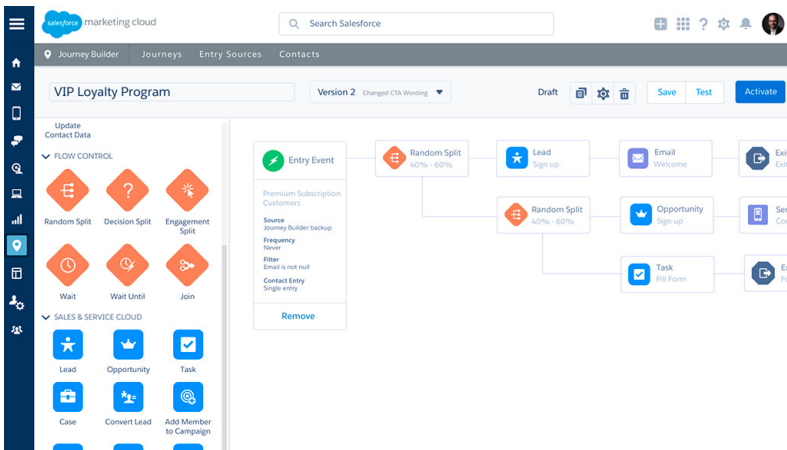 salesforce marketing cloud
Search Salesforce
Journey Builder Journeys Entry Sources Contacts
VIP Loyalty Program
Version 2 Changed CTA Wording
Draft
Save Test
Activate
Update
Contact Data
FLOW CONTROL
Random Split Decision Split Engagement
Split
Wait Wait Until Join
SALES & SERVICE CLOUD
Lead Opportunity Task
Case Convert Lead Add Member
to Campaign
Entry Event
Premium Subscription
Customers
Source
Journey Builder backup
Frequency
Never
Filter
Email is not null
Contact Entry
Single entry
Remove
Random Split
40% - 60%
Lead
Sign up
Email
Welcome
Random Split
40% - 60%
Opportunity
Sign up
Task
Fill Form